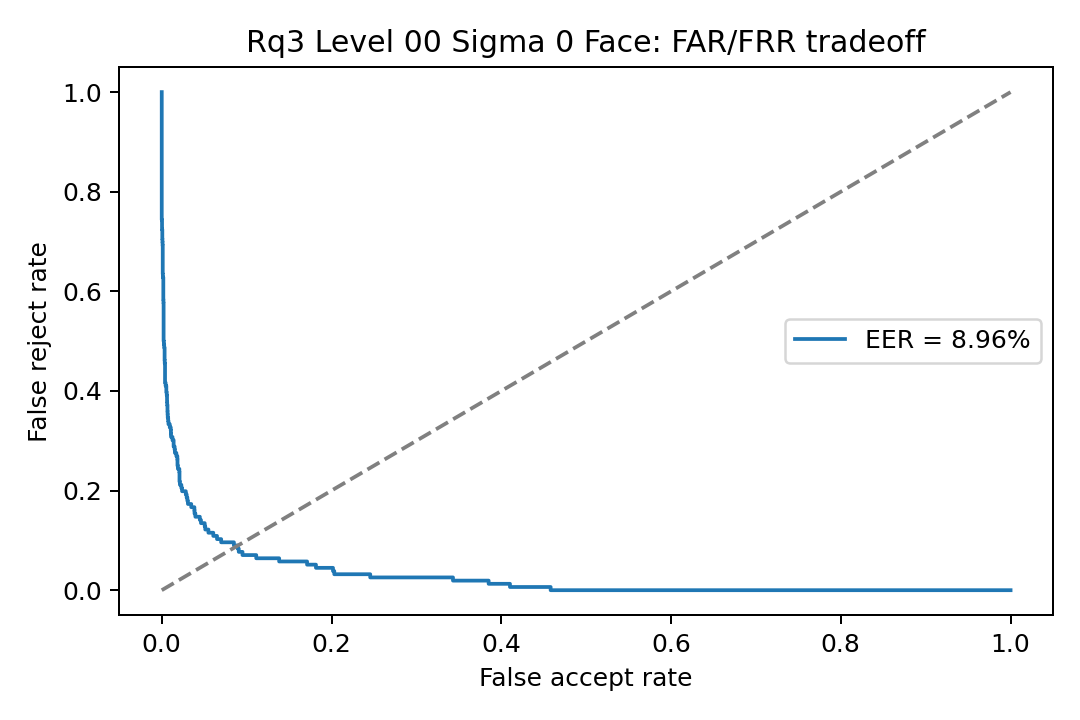 Rq3 Level 00 Sigma 0 Face: FAR/FRR tradeoff
1.0
0.8
0.6
0.4
0.2
0.0
False reject rate
EER = 8.96%
0.0 0.2 0.4 0.6 0.8 1.0
False accept rate